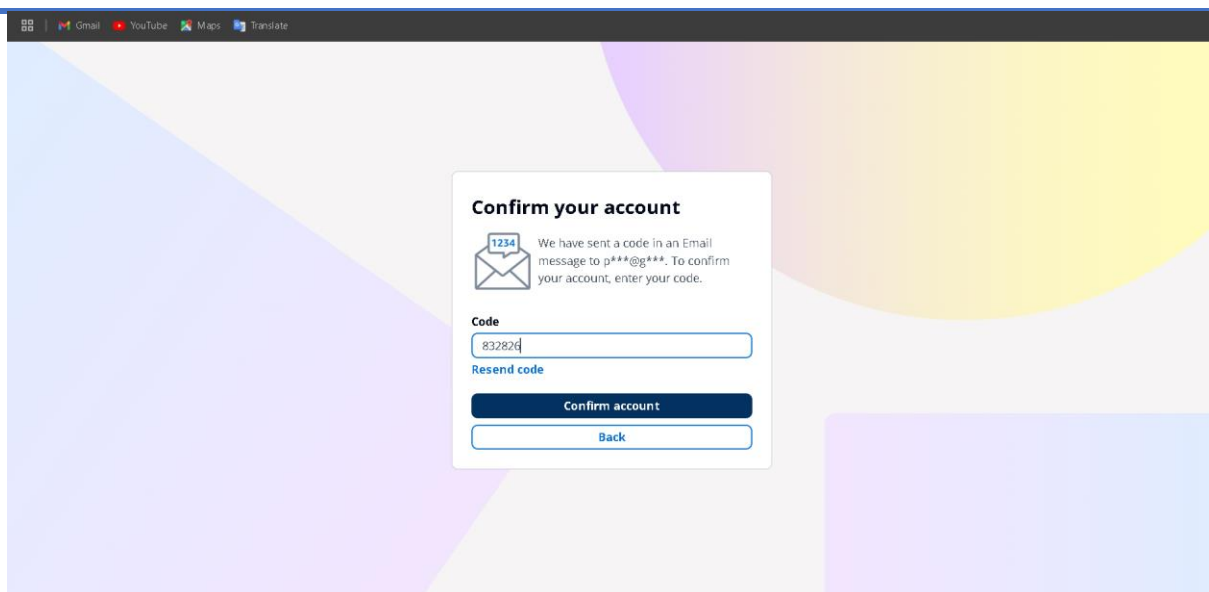 Gmail YouTube Maps Translate
Confirm your account
1234
We have sent a code in an Email
message to p***@g***. To confirm
your account, enter your code.
Code
832826
Resend code
Confirm account
Back